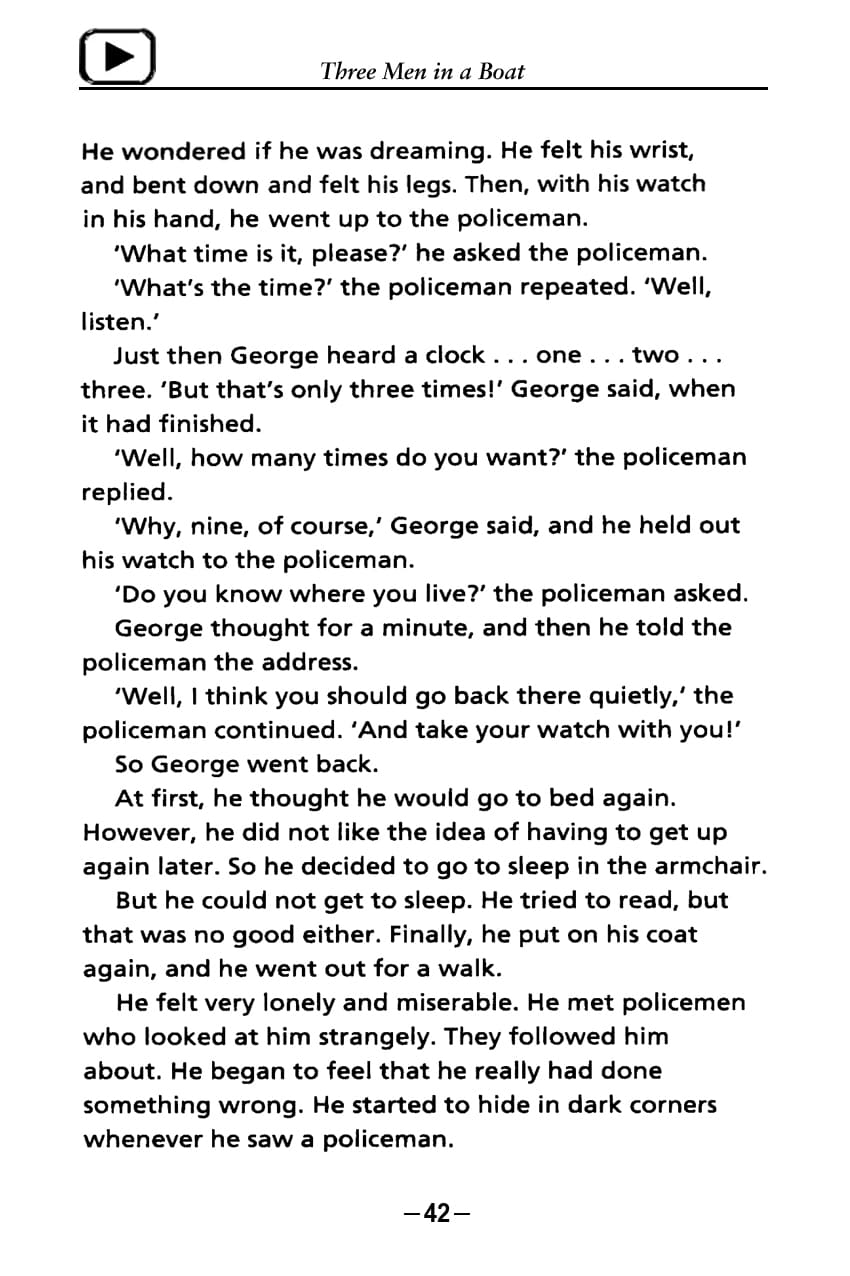 Three Men in a Boat
He wondered if he was dreaming. He felt his wrist,
and bent down and felt his legs. Then, with his watch
in his hand, he went up to the policeman.
‘What time is it, please?’ he asked the policeman.
‘What’s the time?’ the policeman repeated. ‘Well,
listen.’
Just then George heard a clock . . . one . . . two . . .
three. ‘But that’s only three times!’ George said, when
it had finished.
‘Well, how many times do you want?’ the policeman
replied.
‘Why, nine, of course,’ George said, and he held out
his watch to the policeman.
‘Do you know where you live?’ the policeman asked.
George thought for a minute, and then he told the
policeman the address.
‘Well, I think you should go back there quietly,’ the
policeman continued. ‘And take your watch with you!’
So George went back.
At first, he thought he would go to bed again.
However, he did not like the idea of having to get up
again later. So he decided to go to sleep in the armchair.
But he could not get to sleep. He tried to read, but
that was no good either. Finally, he put on his coat
again, and he went out for a walk.
He felt very lonely and miserable. He met policemen
who looked at him strangely. They followed him
about. He began to feel that he really had done
something wrong. He started to hide in dark corners
whenever he saw a policeman.
–42–